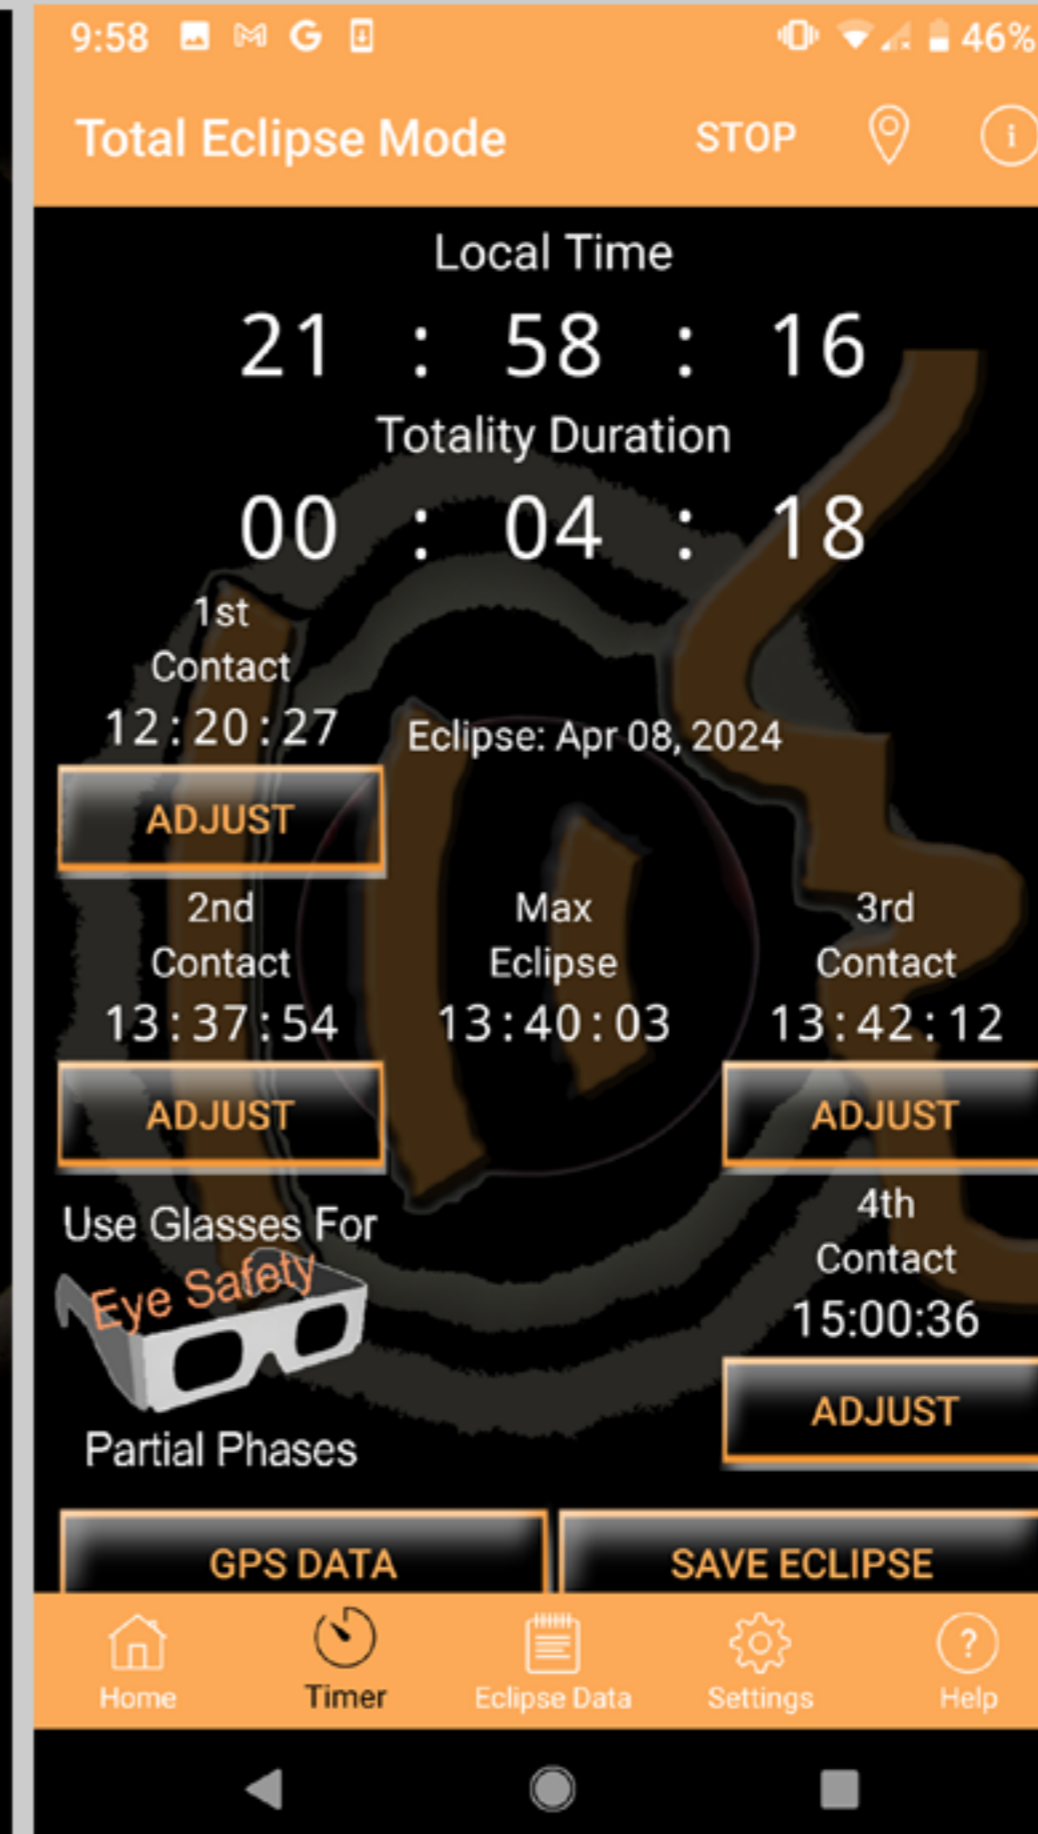 9:58 46%
Total Eclipse Mode STOP
Local Time
21 : 58 : 16
Totality Duration
00 : 04 : 18
1st
Contact
12:20:27
Eclipse: Apr 08, 2024
ADJUST
2nd
Contact
13:37:54
Max
Eclipse
13:40:03
3rd
Contact
13:42:12
ADJUST
ADJUST
Use Glasses For
Eye Safety
Partial Phases
4th
Contact
15:00:36
ADJUST
GPS DATA
SAVE ECLIPSE
Home
Timer
Eclipse Data
Settings
Help